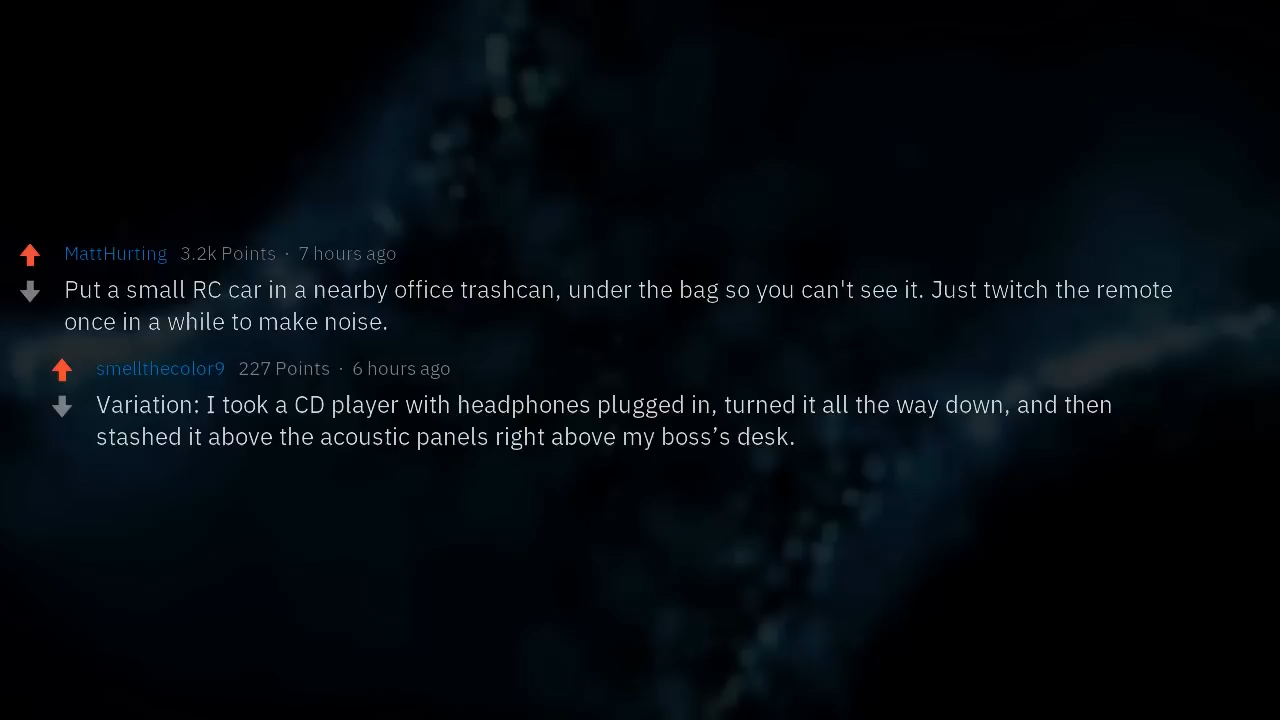 MattHurting 3.2k Points · 7 hours ago
Put a small RC car in a nearby office trashcan, under the bag so you can't see it. Just twitch the remote
once in a while to make noise.
smellthecolor9 227 Points · 6 hours ago
Variation: I took a CD player with headphones plugged in, turned it all the way down, and then
stashed it above the acoustic panels right above my boss’s desk.